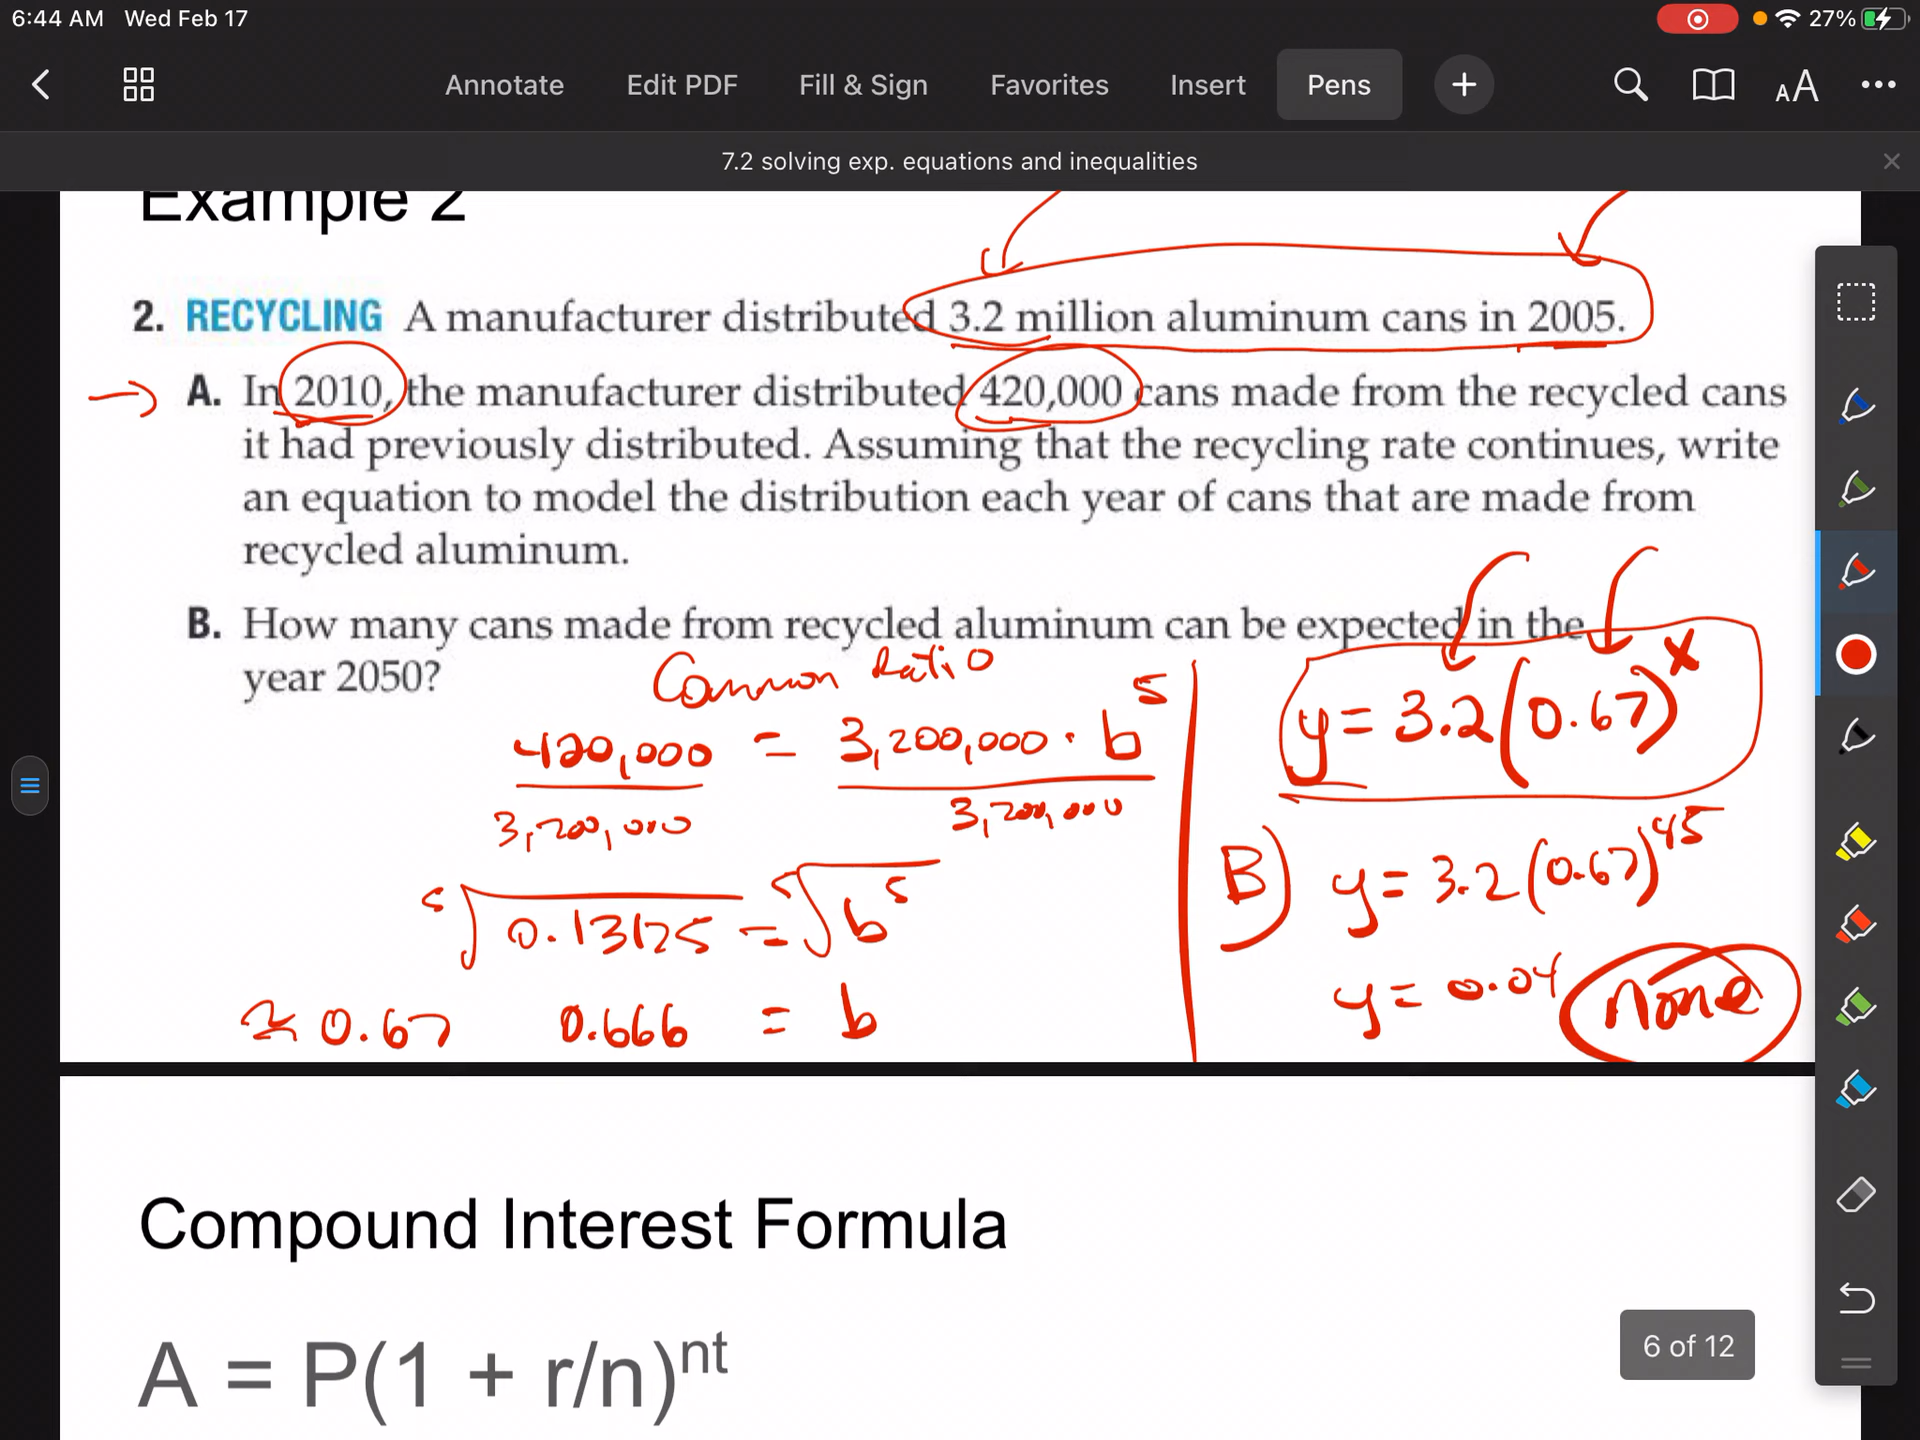 6:44 AM Wed Feb 17
27%
Annotate Edit PDF Fill & Sign Favorites Insert Pens
AA
7.2 solving exp. equations and inequalities
Example 2
2. RECYCLING A manufacturer distributed 3.2 million aluminum cans in 2005.
A. In 2010, the manufacturer distributed 420,000 cans made from the recycled cans
it had previously distributed. Assuming that the recycling rate continues, write
an equation to model the distribution each year of cans that are made from
recycled aluminum.
B. How many cans made from recycled aluminum can be expected in the
year 2050?
Common Ratio
420,000 = 3,200,000 · b^5
3,200,000 3,200,000
5√0.13125 = 5√b^5
≈ 0.67 0.666 = b
y = 3.2(0.67)^x
B) y = 3.2(0.67)^45
y = 0.04 None
Compound Interest Formula
A = P(1 + r/n)^nt
6 of 12